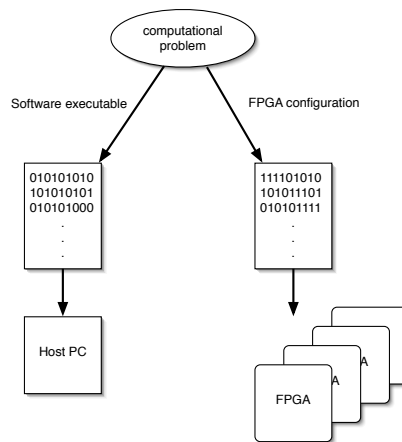 computational
problem
Software executable
FPGA configuration
010101010
101010101
010101000
.
.
.
111101010
101011101
010101111
.
.
.
Host PC
FPGA
A
A